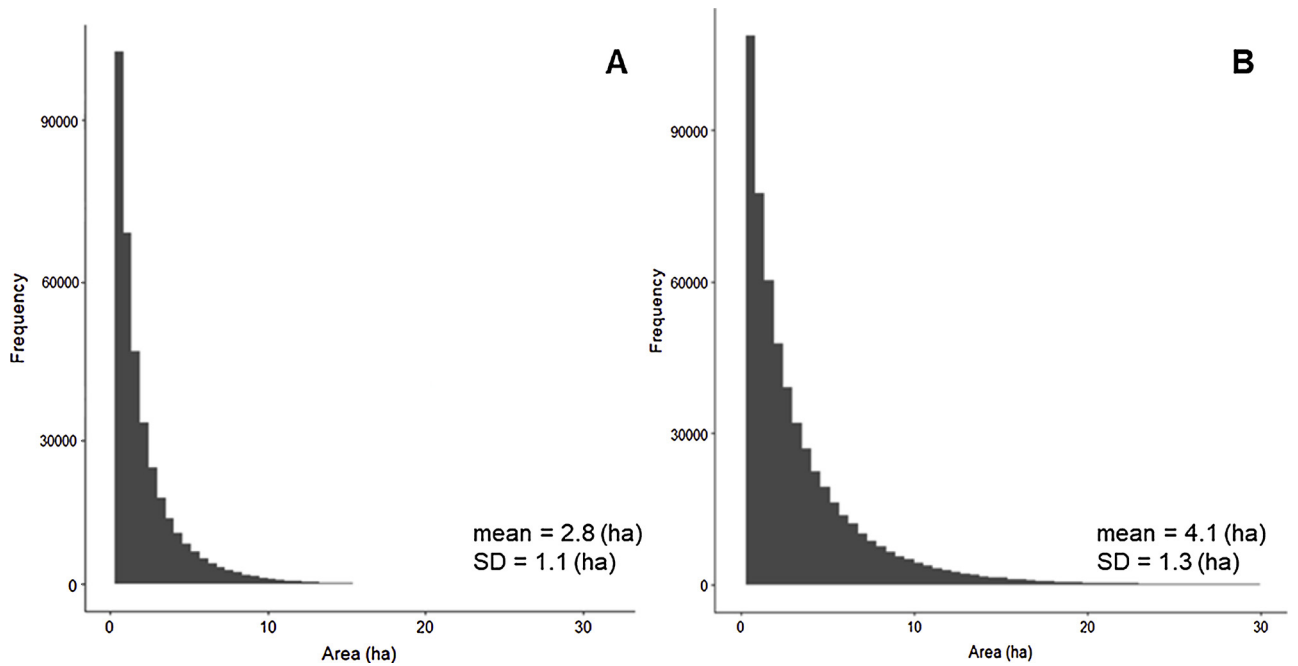 A
90000
60000
30000
0
Frequency
mean = 2.8 (ha)
SD = 1.1 (ha)
0 10 20 30
Area (ha)
B
90000
60000
30000
0
Frequency
mean = 4.1 (ha)
SD = 1.3 (ha)
0 10 20 30
Area (ha)